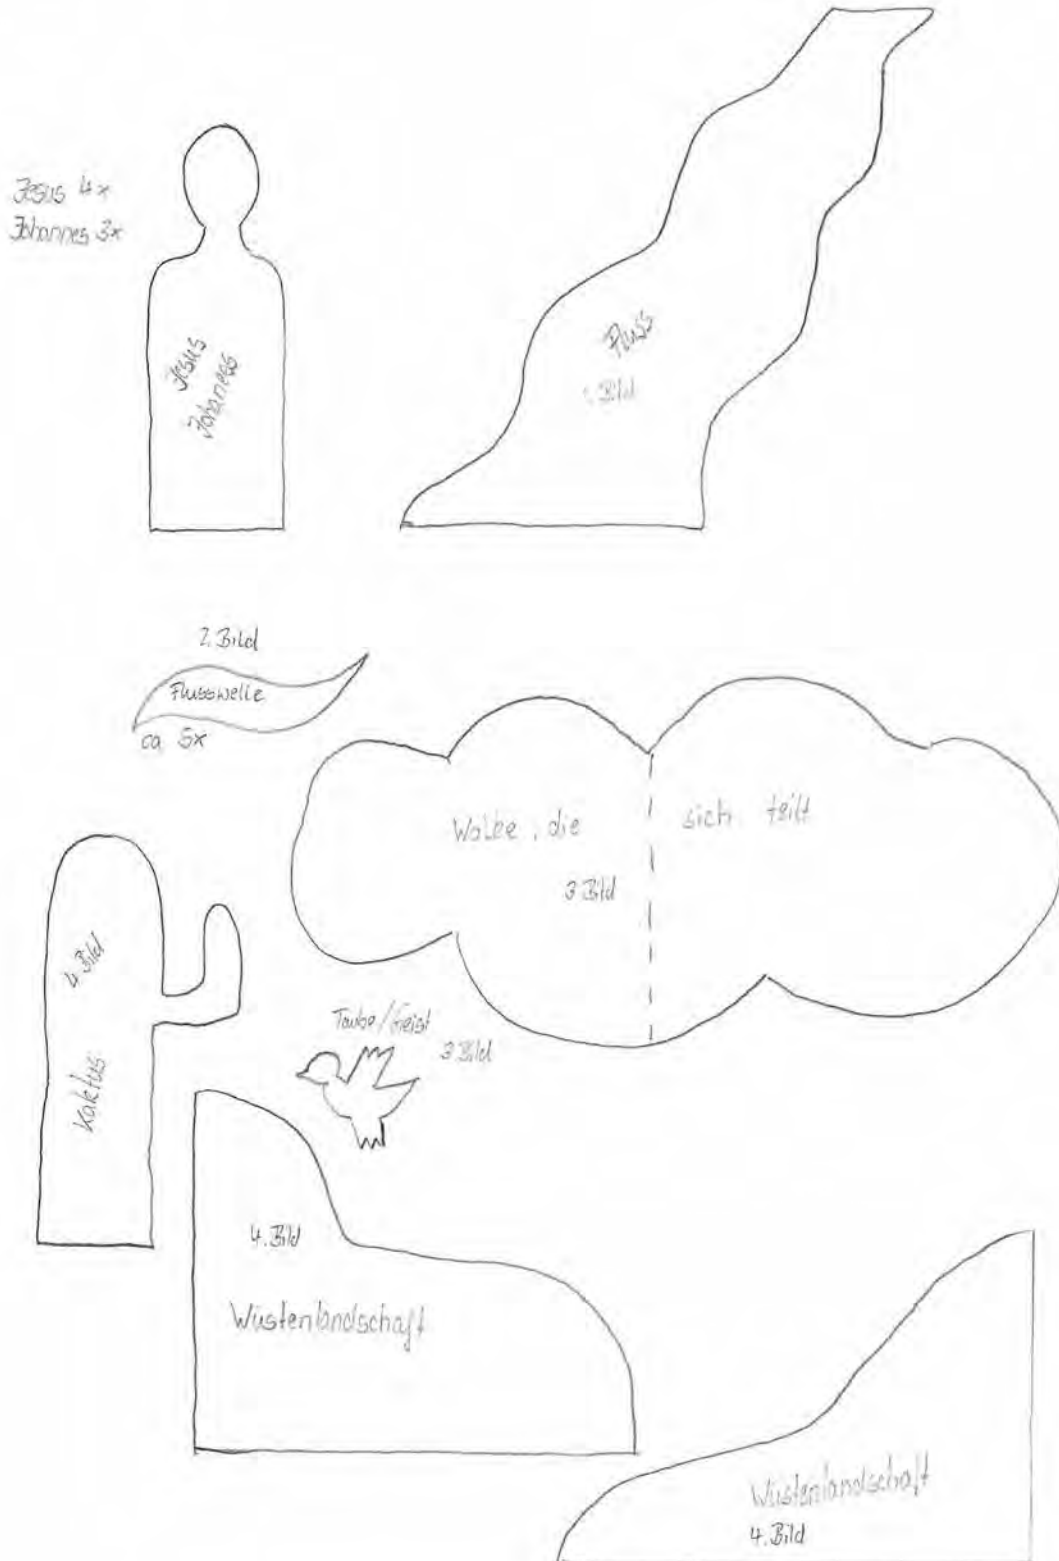 Jesus 4x
Johannes 3x
Jesus
Johaness
Fluss
1. Bild
2. Bild
Flusswelle
ca 5x
Wolke, die sich teilt
3 Bild
4. Bild
Kaktus
Taube/Geist
3 Bild
4. Bild
Wüstenlandschaft
Wüstenlandschaft
4. Bild